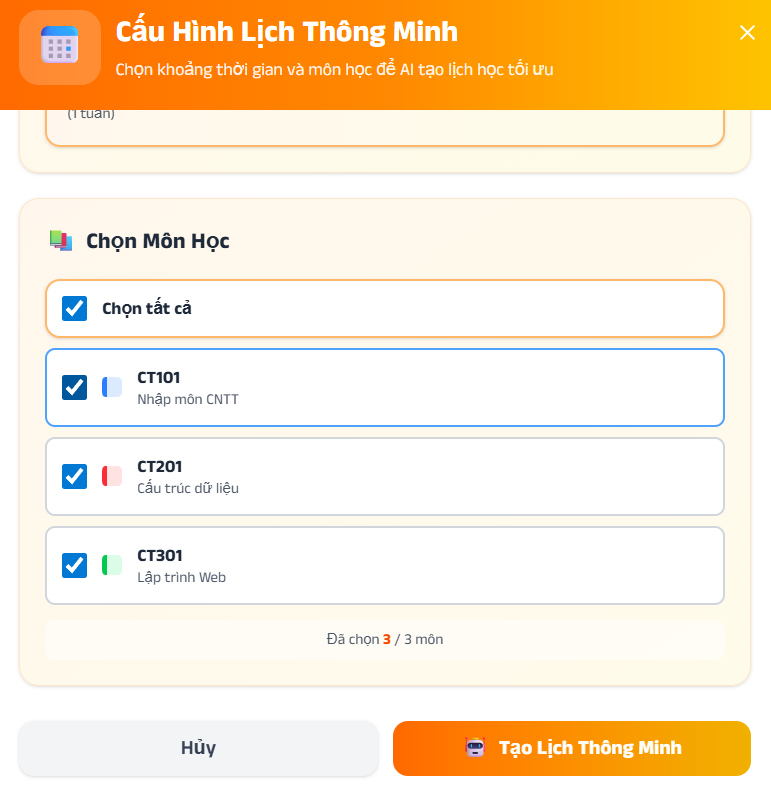 Cấu Hình Lịch Thông Minh
Chọn khoảng thời gian và môn học để AI tạo lịch học tối ưu
(1 tuần)
Chọn Môn Học
Chọn tất cả
CT101
Nhập môn CNTT
CT201
Cấu trúc dữ liệu
CT301
Lập trình Web
Đã chọn 3 / 3 môn
Hủy
Tạo Lịch Thông Minh